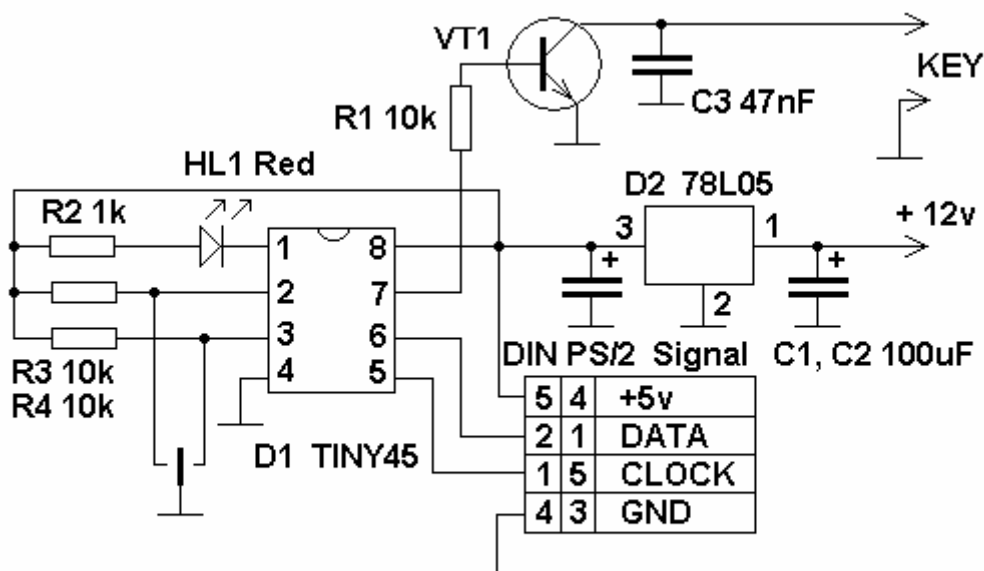 VT1
KEY
C3 47nF
R1 10k
HL1 Red
D2 78L05
R2 1k
3
1
+ 12v
+
+
1
8
2
7
2
3
6
4
5
R3 10k
R4 10k
DIN PS/2 Signal
C1, C2 100uF
D1 TINY45
5 4 +5v
2 1 DATA
1 5 CLOCK
4 3 GND